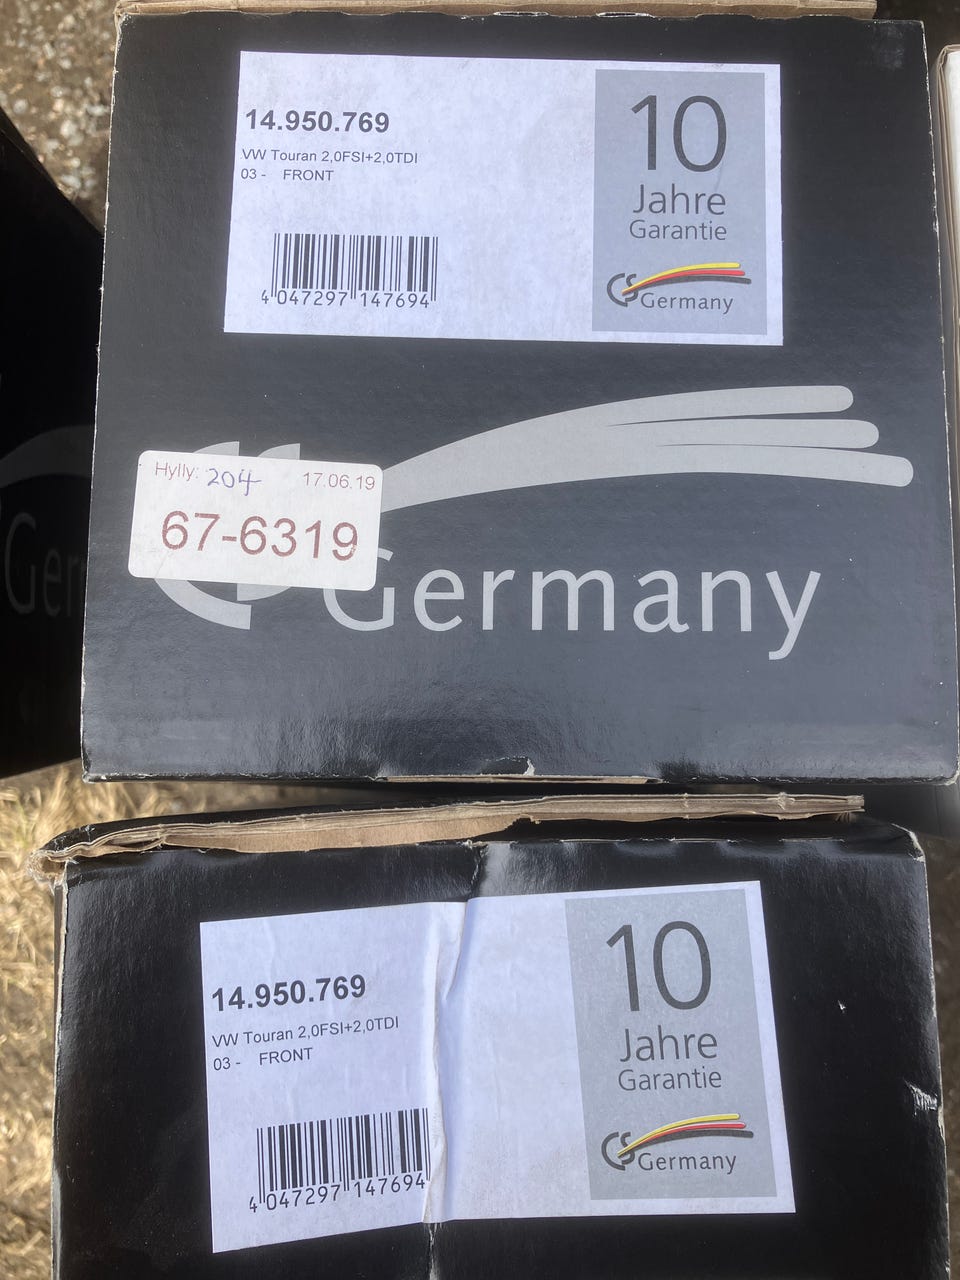 14.950.769
VW Touran 2,0FSI+2,0TDI
03 - FRONT
4 047297 147694
10
Jahre
Garantie
CS Germany
Hylly: 204 17.06.19
67-6319
Germany
Ger
14.950.769
VW Touran 2,0FSI+2,0TDI
03 - FRONT
4 047297 147694
10
Jahre
Garantie
CS Germany